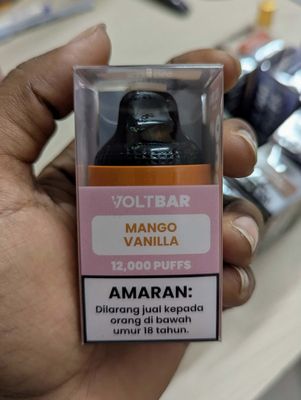 VOLTBAR
MANGO
VANILLA
12,000 PUFFS
AMARAN:
Dilarang jual kepada
orang di bawah
umur 18 tahun.